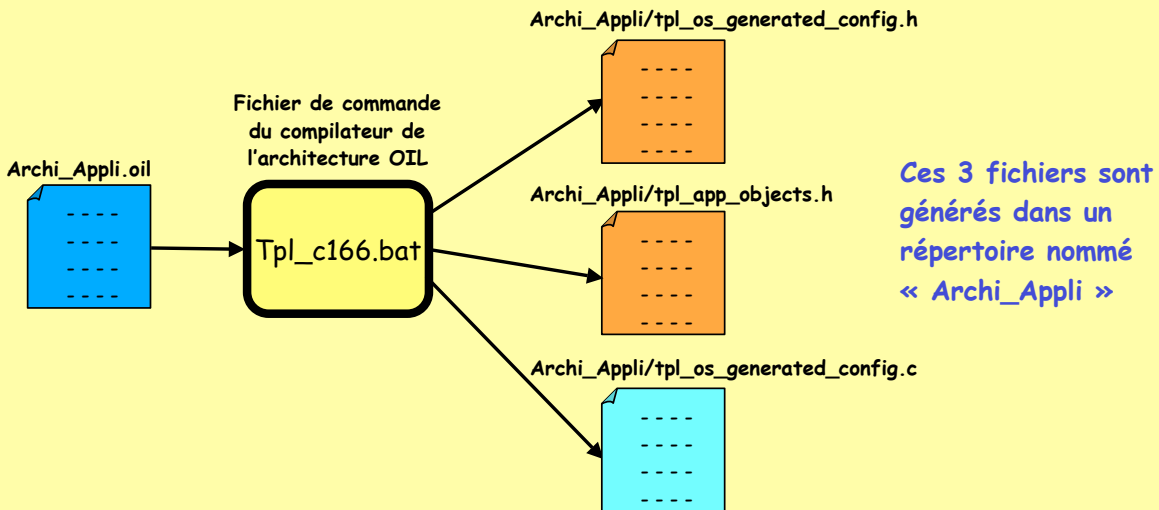 Archi_Appli/tpl_os_generated_config.h
- - - -
- - - -
- - - -
- - - -
Fichier de commande
du compilateur de
l'architecture OIL
Archi_Appli.oil
- - - -
- - - -
- - - -
- - - -
Tpl_c166.bat
Archi_Appli/tpl_app_objects.h
- - - -
- - - -
- - - -
- - - -
Ces 3 fichiers sont
générés dans un
répertoire nommé
« Archi_Appli »
Archi_Appli/tpl_os_generated_config.c
- - - -
- - - -
- - - -
- - - -